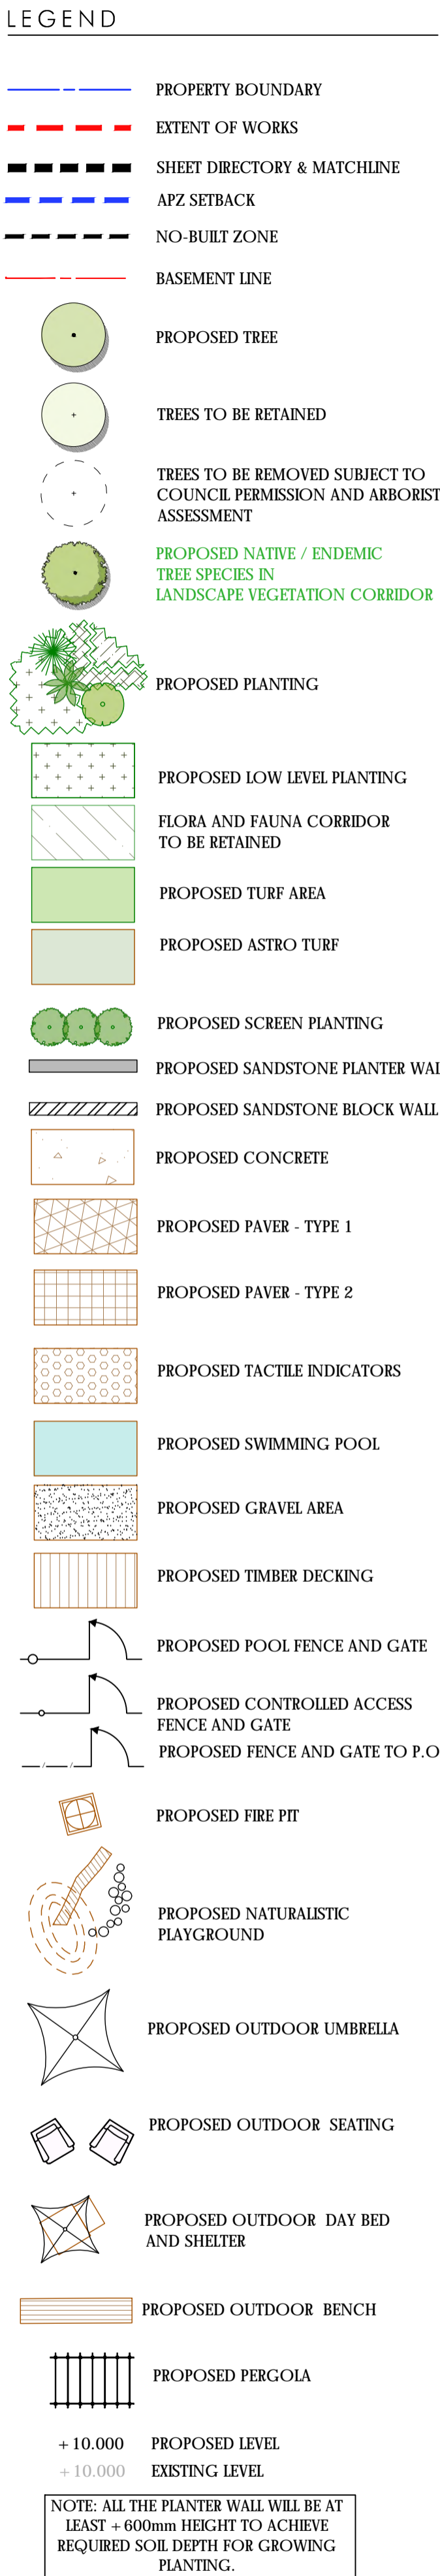 LEGEND
PROPERTY BOUNDARY
EXTENT OF WORKS
SHEET DIRECTORY & MATCHLINE
APZ SETBACK
NO-BUILT ZONE
BASEMENT LINE
PROPOSED TREE
TREES TO BE RETAINED
TREES TO BE REMOVED SUBJECT TO
COUNCIL PERMISSION AND ARBORIST
ASSESSMENT
PROPOSED NATIVE / ENDEMIC
TREE SPECIES IN
LANDSCAPE VEGETATION CORRIDOR
PROPOSED PLANTING
PROPOSED LOW LEVEL PLANTING
FLORA AND FAUNA CORRIDOR
TO BE RETAINED
PROPOSED TURF AREA
PROPOSED ASTRO TURF
PROPOSED SCREEN PLANTING
PROPOSED SANDSTONE PLANTER
PROPOSED SANDSTONE BLOCK WALL
PROPOSED CONCRETE
PROPOSED PAVER - TYPE 1
PROPOSED PAVER - TYPE 2
PROPOSED TACTILE INDICATORS
PROPOSED SWIMMING POOL
PROPOSED GRAVEL AREA
PROPOSED TIMBER DECKING
PROPOSED POOL FENCE AND GATE
PROPOSED CONTROLLED ACCESS
FENCE AND GATE
PROPOSED FENCE AND GATE TO P.O
PROPOSED FIRE PIT
PROPOSED NATURALISTIC
PLAYGROUND
PROPOSED OUTDOOR UMBRELLA
PROPOSED OUTDOOR SEATING
PROPOSED OUTDOOR DAY BED
AND SHELTER
PROPOSED OUTDOOR BENCH
PROPOSED PERGOLA
+10.000 PROPOSED LEVEL
+10.000 EXISTING LEVEL
NOTE: ALL THE PLANTER WALL WILL BE AT
LEAST +600mm HEIGHT TO ACHIEVE
REQUIRED SOIL DEPTH FOR GROWING
PLANTING.